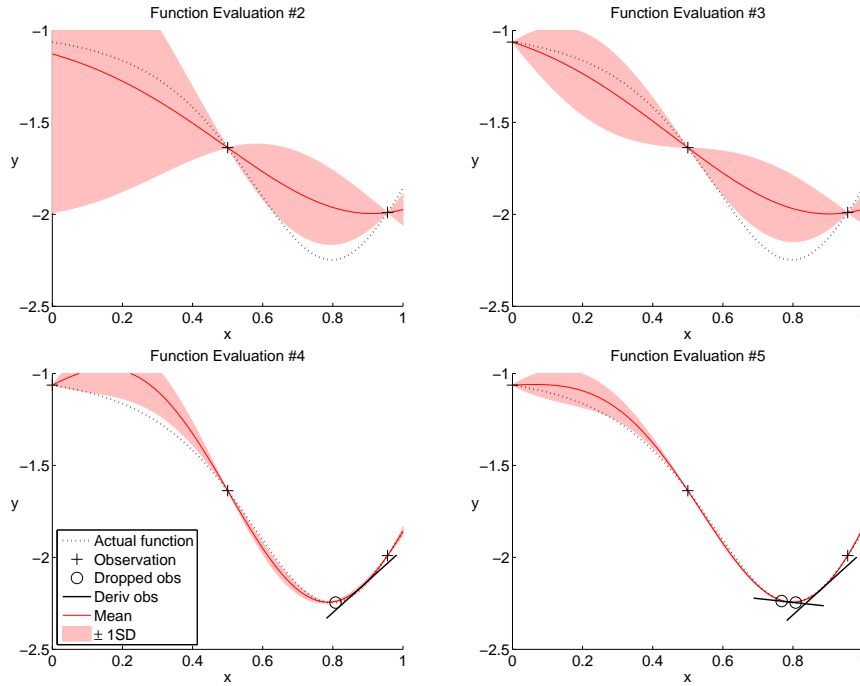 Function Evaluation #2
−1
−1.5
y
−2
−2.5
0
0.2
0.4
0.6
0.8
1
x
Function Evaluation #3
−1
−1.5
y
−2
−2.5
0
0.2
0.4
0.6
0.8
1
x
Function Evaluation #4
−1
−1.5
y
−2
−2.5
0
0.2
0.4
0.6
0.8
1
x
Actual function
Observation
Dropped obs
Deriv obs
Mean
± 1SD
Function Evaluation #5
−1
−1.5
y
−2
−2.5
0
0.2
0.4
0.6
0.8
1
x